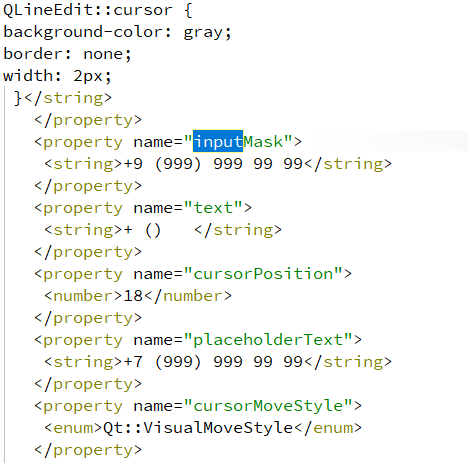 QLineEdit::cursor {
background-color: gray;
border: none;
width: 2px;
}</string>
</property>
<property name="inputMask">
<string>+9 (999) 999 99 99</string>
</property>
<property name="text">
<string>+ ()   </string>
</property>
<property name="cursorPosition">
<number>18</number>
</property>
<property name="placeholderText">
<string>+7 (999) 999 99 99</string>
</property>
<property name="cursorMoveStyle">
<enum>Qt::VisualMoveStyle</enum>
</property>